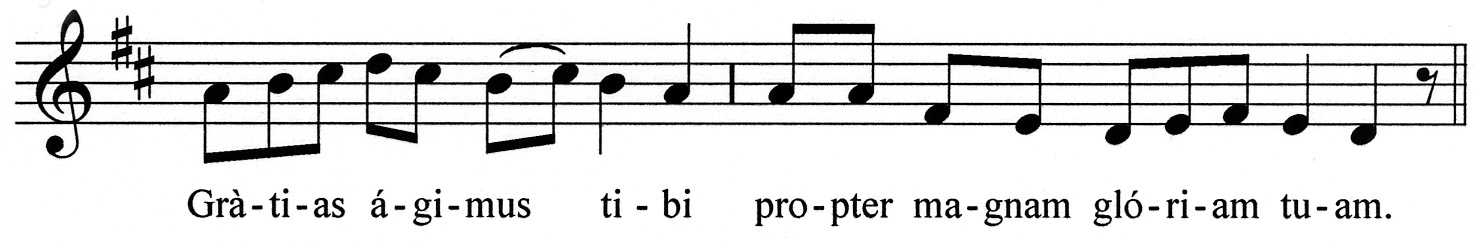 Grà-ti-as á-gi-mus ti-bi pro-pter ma-gnam gló-ri-am tu-am.